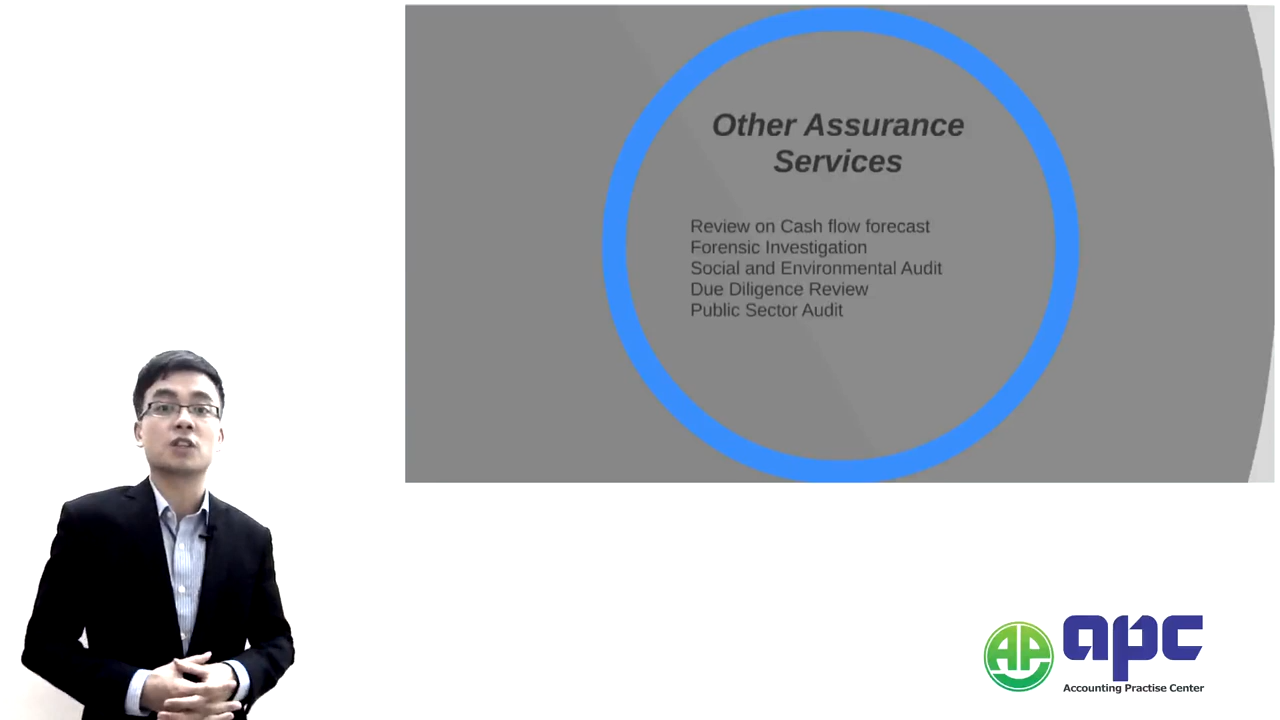 Other Assurance
Services
Review on Cash flow forecast
Forensic Investigation
Social and Environmental Audit
Due Diligence Review
Public Sector Audit
AP
apc
Accounting Practise Center